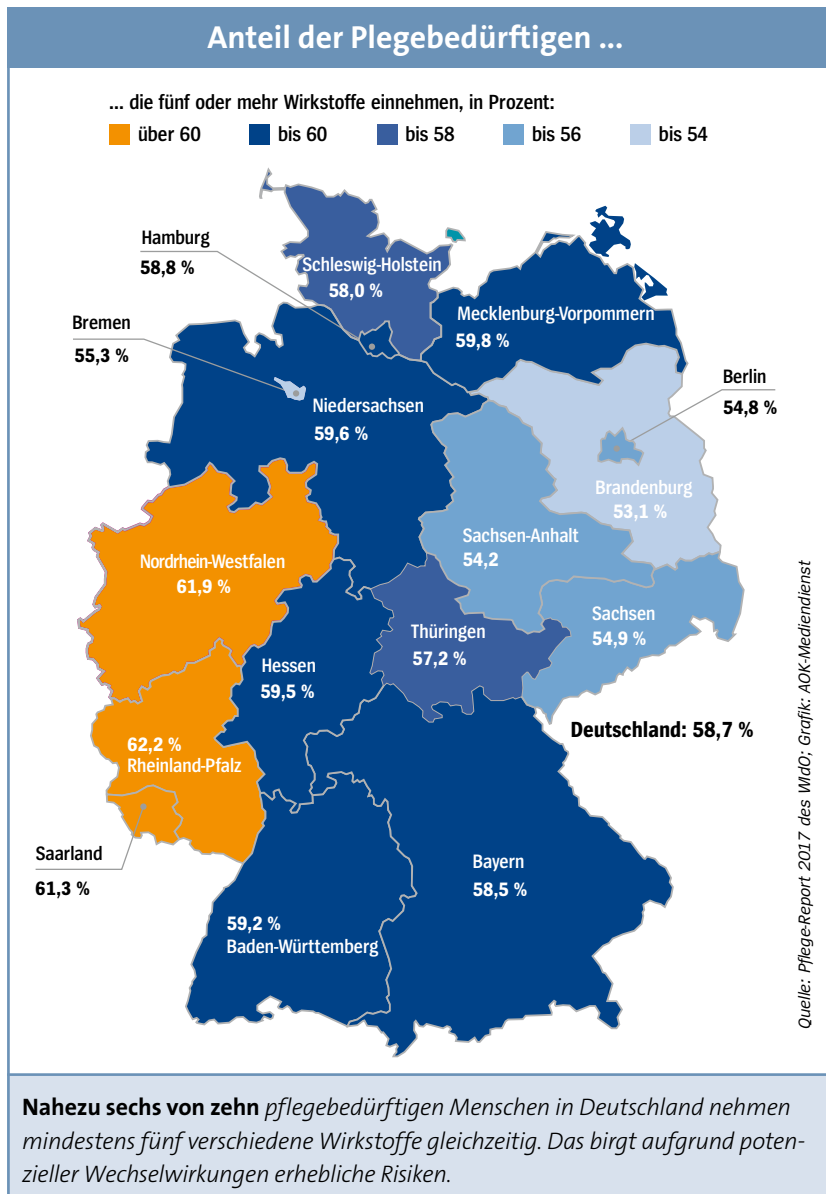 Anteil der Plegebedürftigen ...
... die fünf oder mehr Wirkstoffe einnehmen, in Prozent:
über 60
bis 60
bis 58
bis 56
bis 54
Hamburg
58,8 %
Schleswig-Holstein
58,0 %
Mecklenburg-Vorpommern
59,8 %
Bremen
55,3 %
Niedersachsen
59,6 %
Berlin
54,8 %
Brandenburg
53,1 %
Sachsen-Anhalt
54,2
Nordrhein-Westfalen
61,9 %
Sachsen
54,9 %
Thüringen
57,2 %
Hessen
59,5 %
Deutschland: 58,7 %
62,2 %
Rheinland-Pfalz
Saarland
61,3 %
Bayern
58,5 %
59,2 %
Baden-Württemberg
Quelle: Pflege-Report 2017 des WIdO; Grafik: AOK-Mediendienst
Nahezu sechs von zehn pflegebedürftigen Menschen in Deutschland nehmen
mindestens fünf verschiedene Wirkstoffe gleichzeitig. Das birgt aufgrund poten-
zieller Wechselwirkungen erhebliche Risiken.